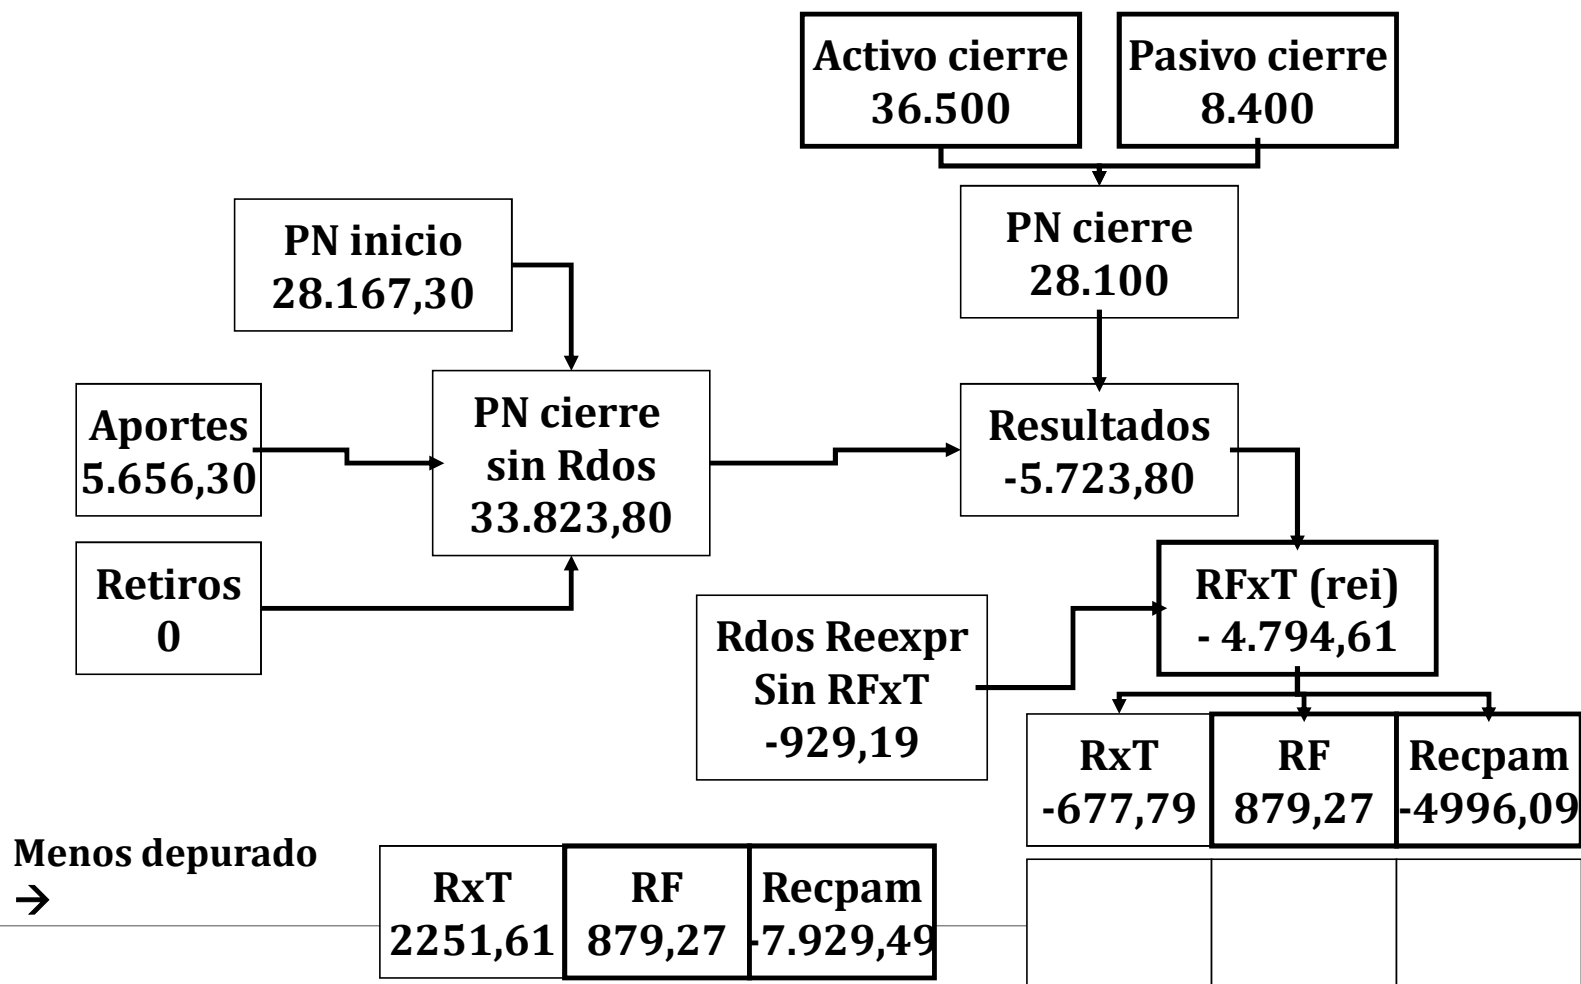 Activo cierre
36.500
Pasivo cierre
8.400
PN inicio
28.167,30
PN cierre
28.100
Aportes
5.656,30
PN cierre
sin Rdos
33.823,80
Resultados
-5.723,80
Retiros
0
RFxT (rei)
- 4.794,61
Rdos Reexpr
Sin RFxT
-929,19
RxT
-677,79
RF
879,27
Recpam
-4996,09
Menos depurado
→
RxT
2251,61
RF
879,27
Recpam
-7.929,49